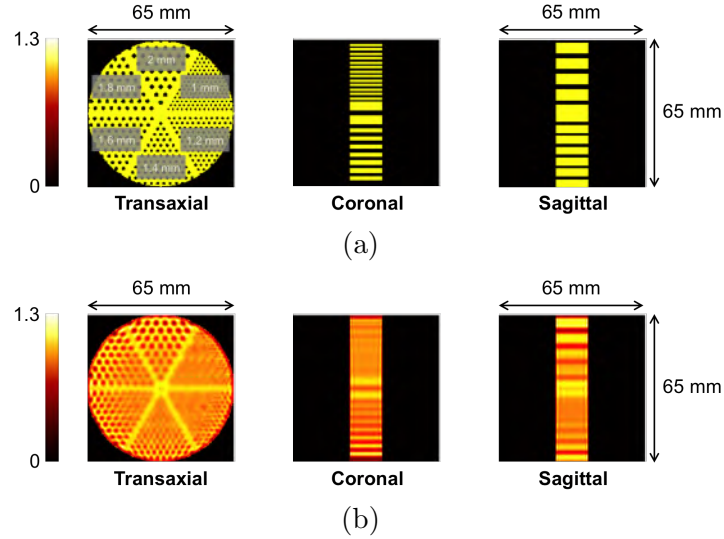 65 mm
1.3
0
2 mm
1.8 mm
1 mm
1.6 mm
1.2 mm
1.4 mm
65 mm
65 mm
Transaxial
Coronal
Sagittal
(a)
65 mm
1.3
0
65 mm
65 mm
Transaxial
Coronal
Sagittal
(b)